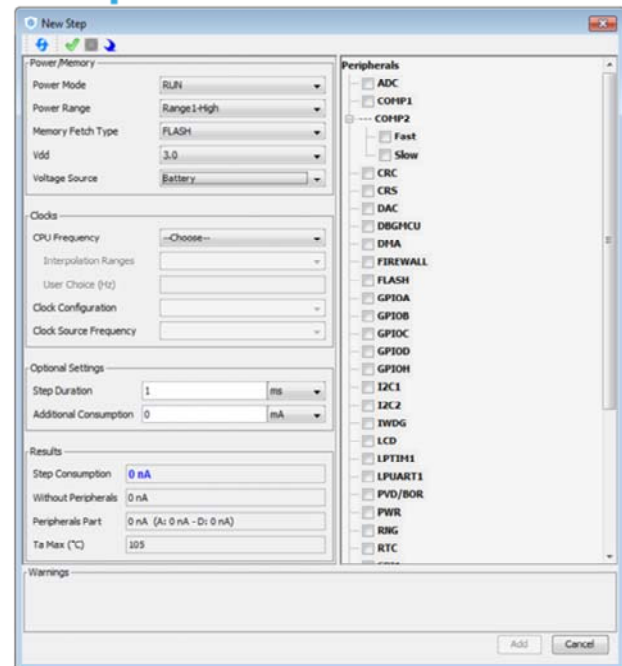 New Step
Power/Memory
Power Mode RUN
Power Range Range1-High
Memory Fetch Type FLASH
Vdd 3.0
Voltage Source Battery
Clocks
CPU Frequency --Choose--
Interpolation Ranges
User Choice (Hz)
Clock Configuration
Clock Source Frequency
Optional Settings
Step Duration 1 ms
Additional Consumption 0 mA
Results
Step Consumption 0 nA
Without Peripherals 0 nA
Peripherals Part 0 nA (A: 0 nA - D: 0 nA)
Ta Max (°C) 105
Peripherals
ADC
COMP1
COMP2
Fast
Slow
CRC
CRS
DAC
DBGMCU
DMA
FIREWALL
FLASH
GPIOA
GPIOB
GPIOC
GPIOD
GPIOH
I2C1
I2C2
IWDG
LCD
LPTIM1
LPUART1
PVD/BOR
PWR
RNG
RTC
Warnings
Add Cancel